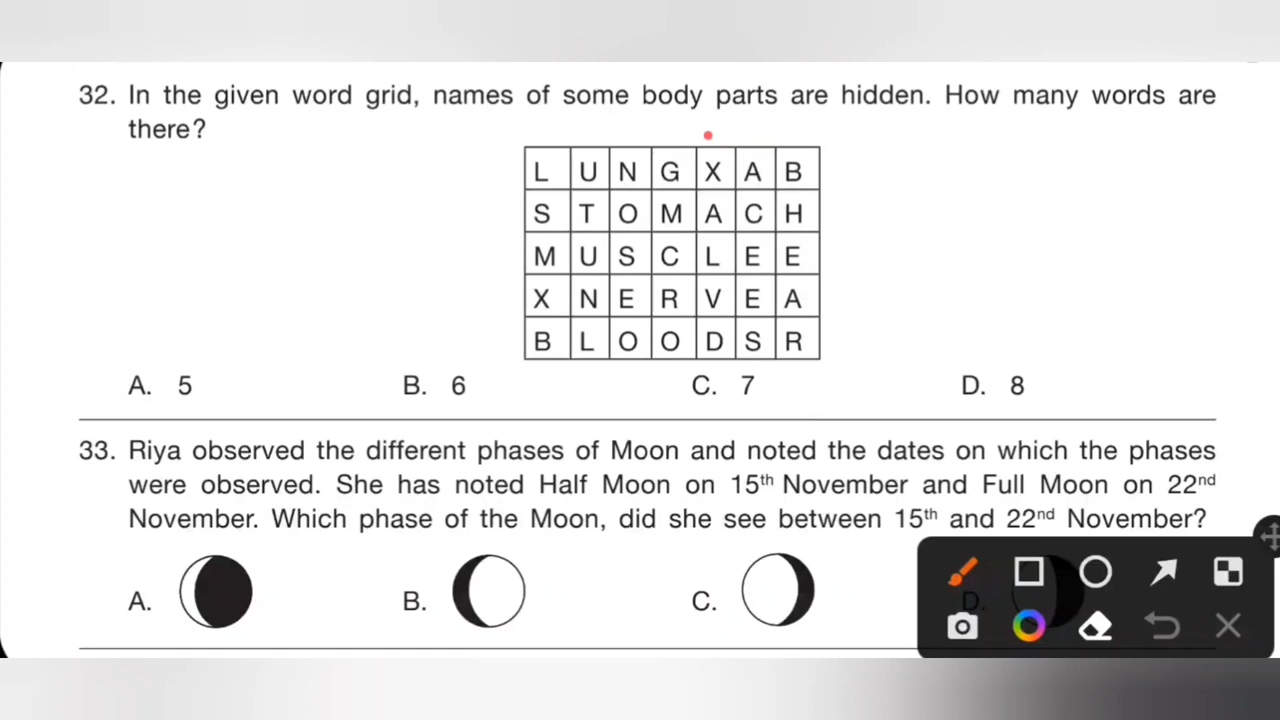 32. In the given word grid, names of some body parts are hidden. How many words are
there?
L U N G X A B
S T O M A C H
M U S C L E E
X N E R V E A
B L O O D S R
A. 5 B. 6 C. 7 D. 8
33. Riya observed the different phases of Moon and noted the dates on which the phases
were observed. She has noted Half Moon on 15th November and Full Moon on 22nd
November. Which phase of the Moon, did she see between 15th and 22nd November?
A. B. C. D.